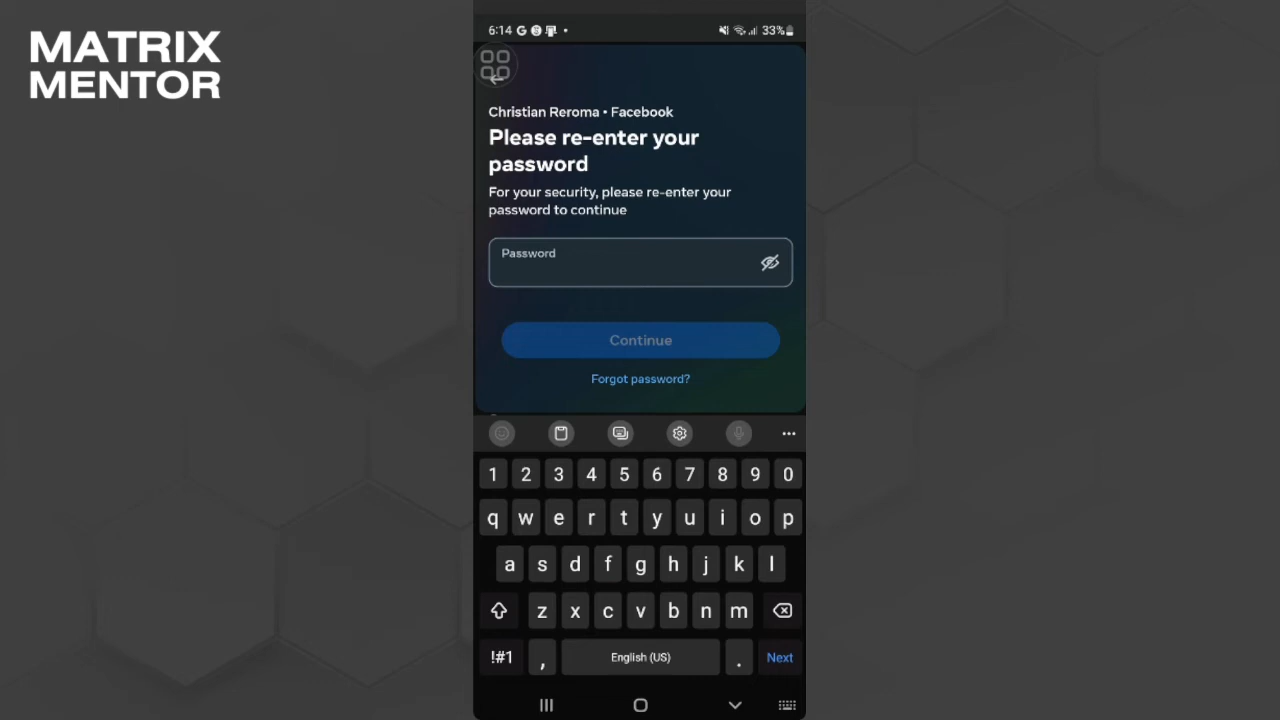 MATRIX
MENTOR
6:14
33%
Christian Reroma • Facebook
Please re-enter your
password
For your security, please re-enter your
password to continue
Password
Continue
Forgot password?
1 2 3 4 5 6 7 8 9 0
q w e r t y u i o p
a s d f g h j k l
z x c v b n m
!#1 , English (US) . Next